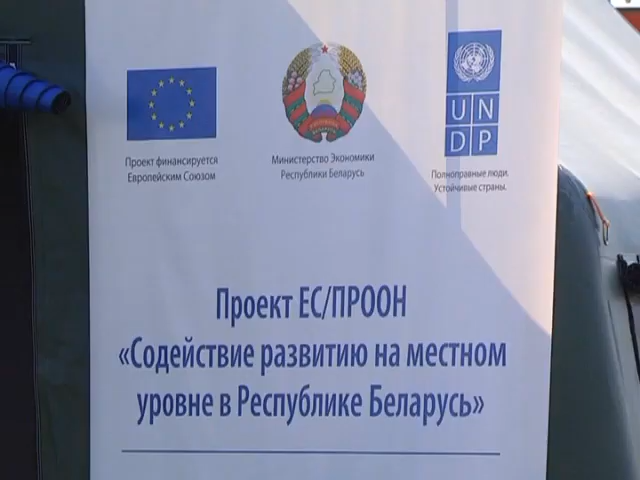 Проект финансируется
Европейским Союзом
Министерство Экономики
Республики Беларусь
UN
DP
Полноправные люди.
Устойчивые страны.
Проект ЕС/ПРООН
«Содействие развитию на местном
уровне в Республике Беларусь»